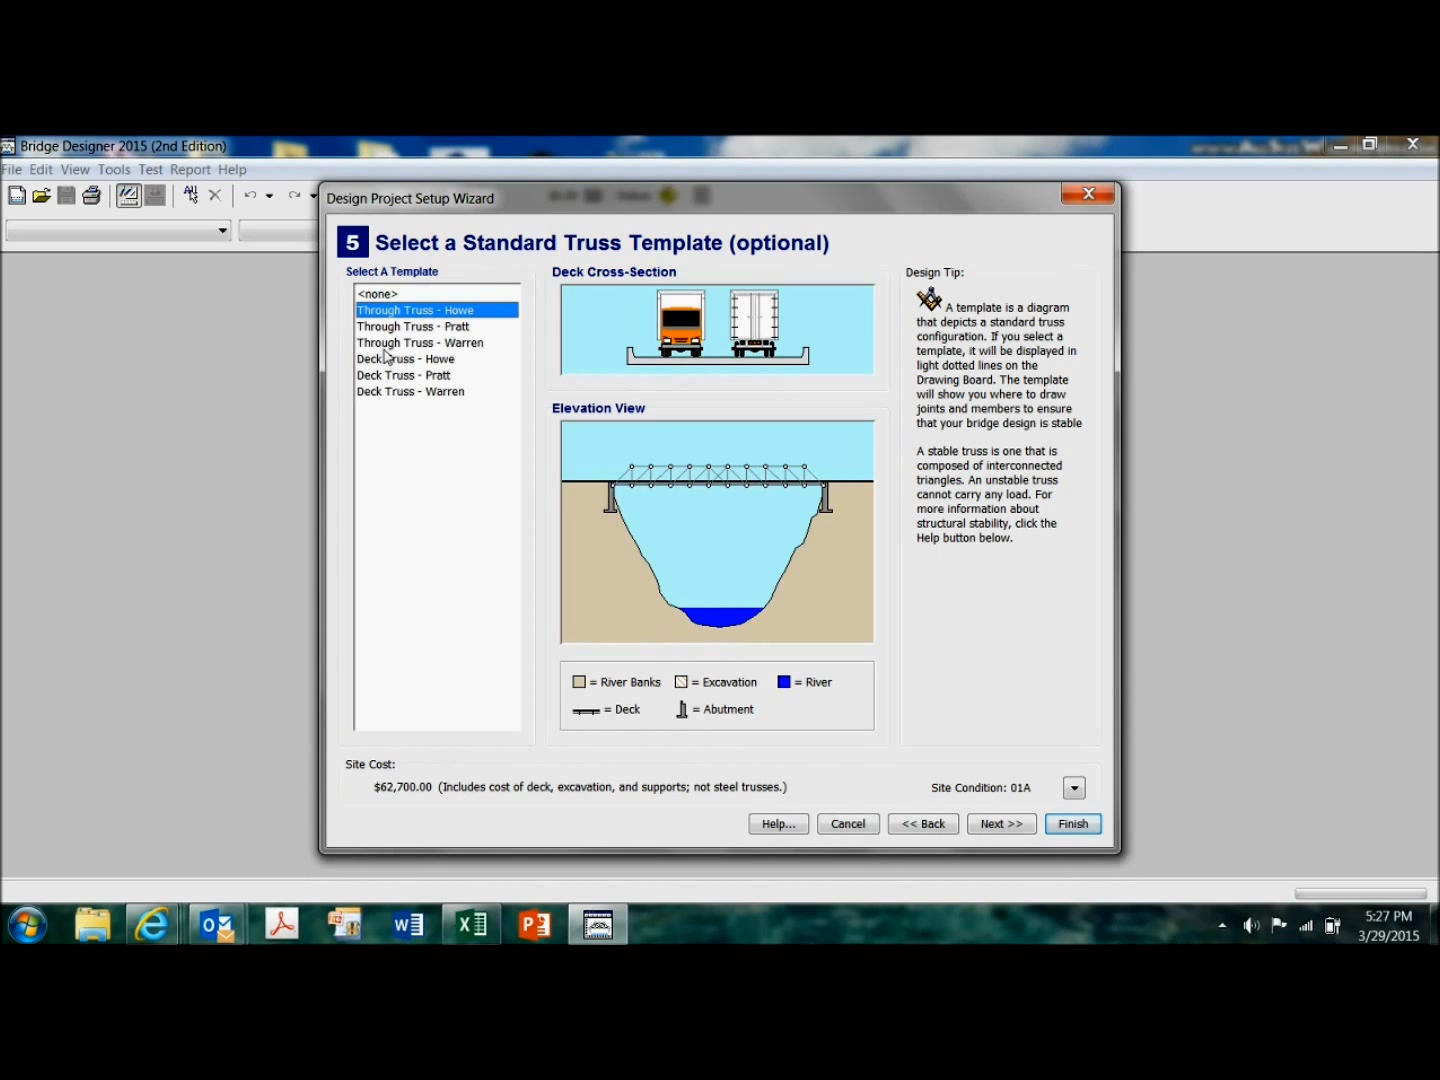 Bridge Designer 2015 (2nd Edition)
File Edit View Tools Test Report Help
Design Project Setup Wizard
5 Select a Standard Truss Template (optional)
Select A Template
<none>
Through Truss - Howe
Through Truss - Pratt
Through Truss - Warren
Deck Truss - Howe
Deck Truss - Pratt
Deck Truss - Warren
Deck Cross-Section
Elevation View
= River Banks = Excavation = River
= Deck = Abutment
Design Tip:
A template is a diagram
that depicts a standard truss
configuration. If you select a
template, it will be displayed in
light dotted lines on the
Drawing Board. The template
will show you where to draw
joints and members to ensure
that your bridge design is stable
A stable truss is one that is
composed of interconnected
triangles. An unstable truss
cannot carry any load. For
more information about
structural stability, click the
Help button below.
Site Cost:
$62,700.00 (Includes cost of deck, excavation, and supports; not steel trusses.)
Site Condition: 01A
Help... Cancel << Back Next >> Finish
5:27 PM
3/29/2015